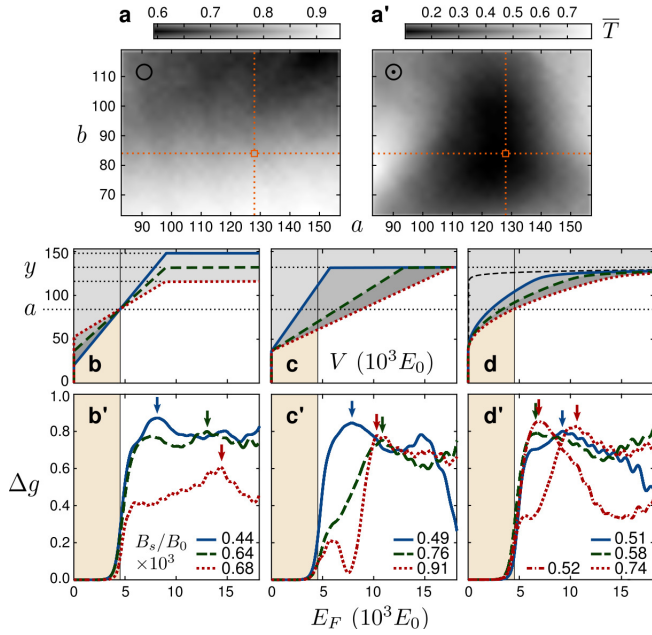 a 0.6 0.7 0.8 0.9
a' 0.2 0.3 0.4 0.5 0.6 0.7 T̅
b
110
100
90
80
70
90 100 110 120 130 140 150
a
90 100 110 120 130 140 150
150
y
100
a
50
0
b
c
V (10³E₀)
d
1.0
0.8
Δg
0.6
0.4
0.2
0.0
b'
c'
d'
Bₛ/B₀
×10³
0.44
0.64
0.68
0.49
0.76
0.91
0.51
0.58
0.52
0.74
0 5 10 15
0 5 10 15
0 5 10 15
E_F (10³E₀)